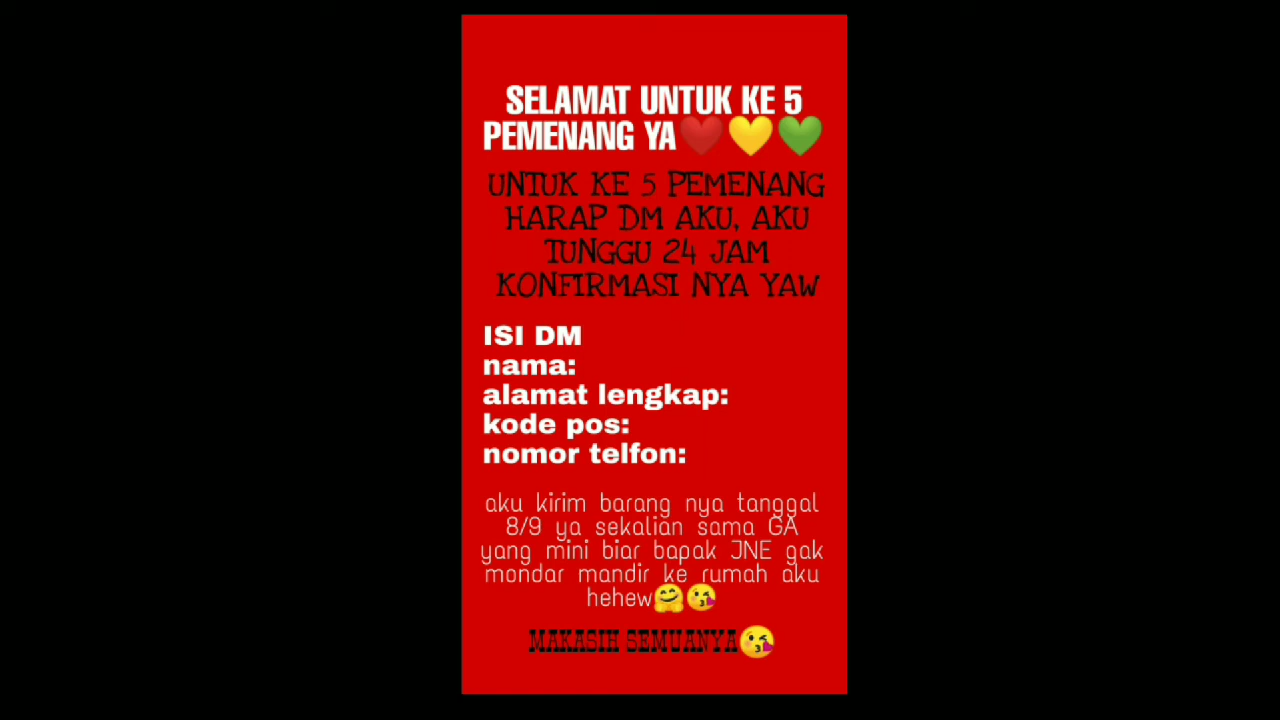 SELAMAT UNTUK KE 5
PEMENANG YA❤️💛💚
UNTUK KE 5 PEMENANG
HARAP DM AKU, AKU
TUNGGU 24 JAM
KONFIRMASI NYA YAW
ISI DM
nama:
alamat lengkap:
kode pos:
nomor telfon:
aku kirim barang nya tanggal
8/9 ya sekalian sama GA
yang mini biar bapak JNE gak
mondar mandir ke rumah aku
hehew🤗😘
MAKASIH SEMUANYA😘